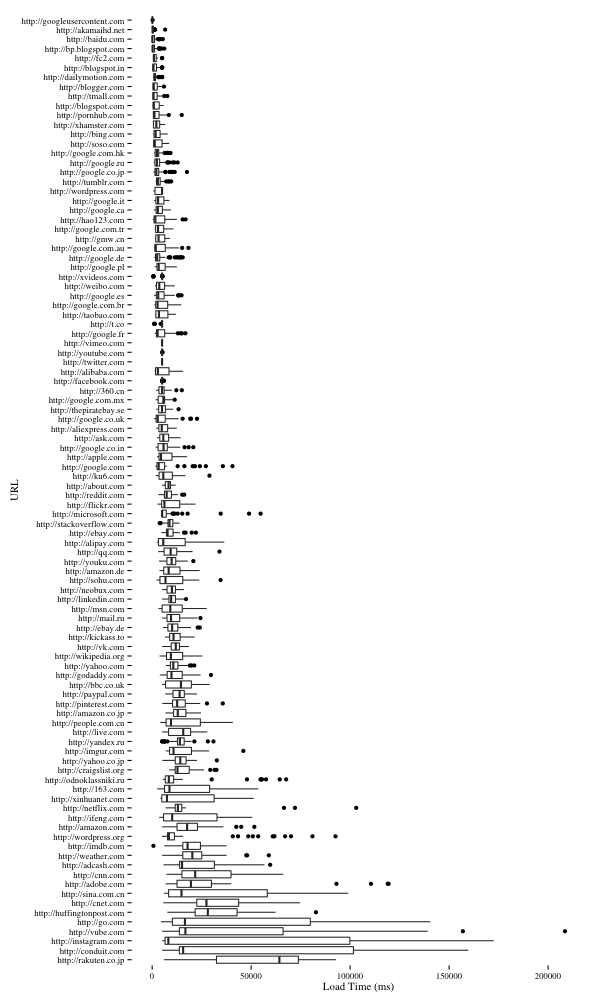 http://googleusercontent.com
http://akamaihd.net
http://baidu.com
http://bp.blogspot.com
http://fc2.com
http://blogspot.in
http://dailymotion.com
http://blogger.com
http://tmall.com
http://blogspot.com
http://pornhub.com
http://xhamster.com
http://bing.com
http://soso.com
http://google.com.hk
http://google.ru
http://google.co.jp
http://tumblr.com
http://wordpress.com
http://google.it
http://google.ca
http://hao123.com
http://google.com.tr
http://gmw.cn
http://google.com.au
http://google.de
http://google.pl
http://xvideos.com
http://weibo.com
http://google.es
http://google.com.br
http://taobao.com
http://t.co
http://google.fr
http://vimeo.com
http://youtube.com
http://twitter.com
http://alibaba.com
http://facebook.com
http://360.cn
http://google.com.mx
http://thepiratebay.se
http://google.co.uk
http://aliexpress.com
http://ask.com
http://google.co.in
http://apple.com
http://google.com
http://ku6.com
http://about.com
http://reddit.com
http://flickr.com
http://microsoft.com
http://stackoverflow.com
http://ebay.com
http://alipay.com
http://qq.com
http://youku.com
http://amazon.de
http://sohu.com
http://neobux.com
http://linkedin.com
http://msn.com
http://mail.ru
http://ebay.de
http://kickass.to
http://vk.com
http://wikipedia.org
http://yahoo.com
http://godaddy.com
http://bbc.co.uk
http://paypal.com
http://pinterest.com
http://amazon.co.jp
http://people.com.cn
http://live.com
http://yandex.ru
http://imgur.com
http://yahoo.co.jp
http://craigslist.org
http://odnoklassniki.ru
http://163.com
http://xinhuanet.com
http://netflix.com
http://ifeng.com
http://amazon.com
http://wordpress.org
http://imdb.com
http://weather.com
http://adcash.com
http://cnn.com
http://adobe.com
http://sina.com.cn
http://cnet.com
http://huffingtonpost.com
http://go.com
http://vube.com
http://instagram.com
http://conduit.com
http://rakuten.co.jp
URL
0 50000 100000 150000 200000
Load Time (ms)